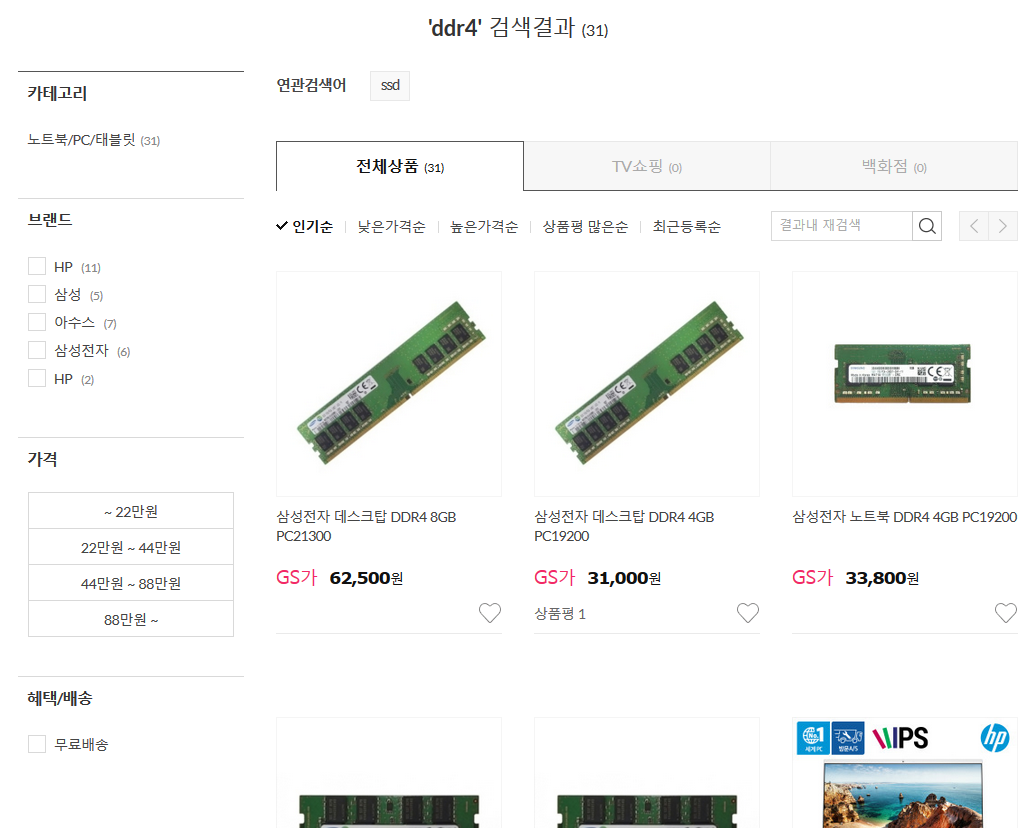 'ddr4' 검색결과 (31)
카테고리
노트북/PC/태블릿 (31)
브랜드
HP (11)
삼성 (5)
아수스 (7)
삼성전자 (6)
HP (2)
가격
~ 22만원
22만원 ~ 44만원
44만원 ~ 88만원
88만원 ~
혜택/배송
무료배송
연관검색어 ssd
전체상품 (31) TV쇼핑 (0) 백화점 (0)
인기순 낮은가격순 높은가격순 상품평 많은순 최근등록순 결과내 재검색
삼성전자 데스크탑 DDR4 8GB
PC21300
GS가 62,500원
삼성전자 데스크탑 DDR4 4GB
PC19200
GS가 31,000원
상품평 1
삼성전자 노트북 DDR4 4GB PC19200
GS가 33,800원
No.1
세계 PC
방문A/S
IPS
hp